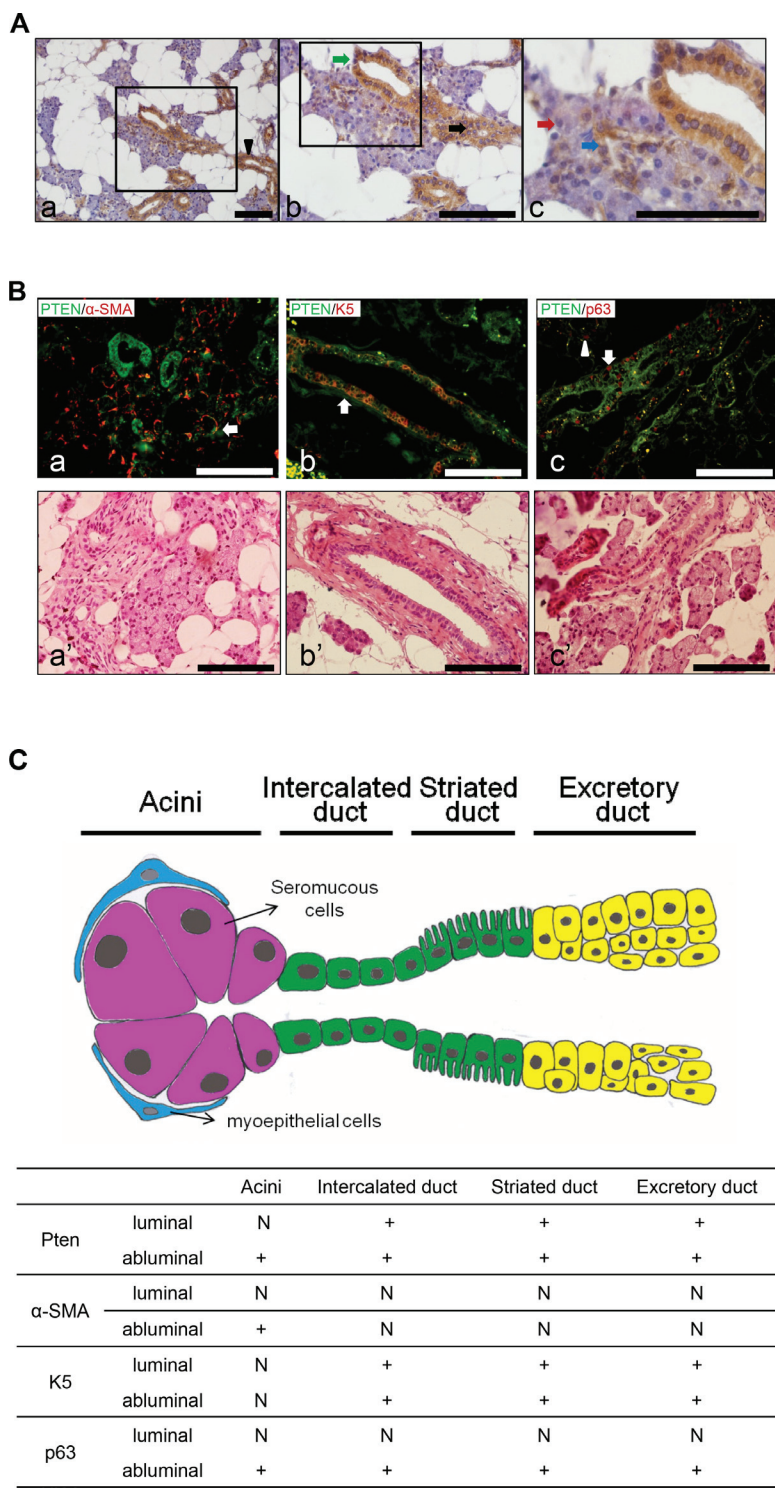 A
a
b
c
B
PTEN/α-SMA
PTEN/K5
PTEN/p63
a
b
c
a'
b'
c'
C
Acini
Intercalated
duct
Striated
duct
Excretory
duct
Seromucous
cells
myoepithelial cells
Acini Intercalated duct Striated duct Excretory duct
Pten
luminal N + + +
abluminal + + + +
α-SMA
luminal N N N N
abluminal + N N N
K5
luminal N + + +
abluminal N + + +
p63
luminal N N N N
abluminal + + + +